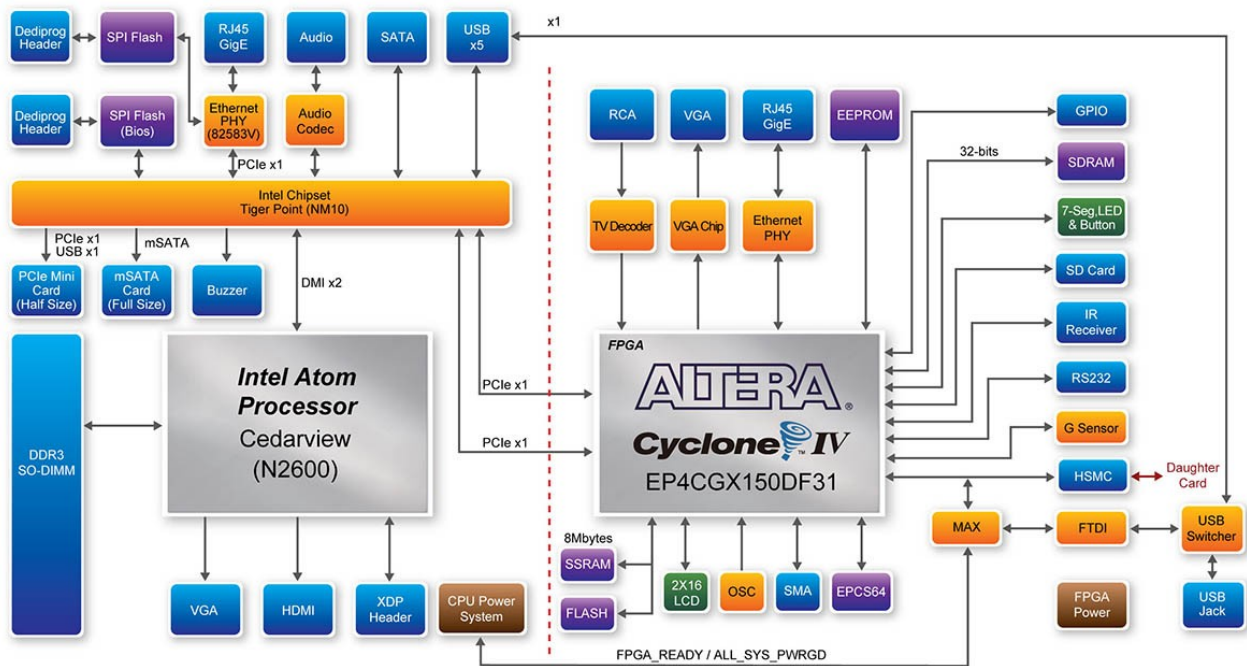 Dediprog
Header
SPI Flash
RJ45
GigE
Audio
SATA
USB
x5
x1
Dediprog
Header
SPI Flash
(Bios)
Ethernet
PHY
(82583V)
Audio
Codec
PCIe x1
RCA
VGA
RJ45
GigE
EEPROM
GPIO
32-bits
SDRAM
Intel Chipset
Tiger Point (NM10)
TV Decoder
VGA Chip
Ethernet
PHY
7-Seg,LED
& Button
PCIe x1
USB x1
mSATA
PCIe Mini
Card
(Half Size)
mSATA
Card
(Full Size)
Buzzer
DMI x2
SD Card
IR
Receiver
FPGA
Intel Atom
Processor
Cedarview
(N2600)
DDR3
SO-DIMM
PCIe x1
PCIe x1
ALTERA®
Cyclone™ IV
EP4CGX150DF31
RS232
G Sensor
HSMC
Daughter
Card
MAX
FTDI
USB
Switcher
8Mbytes
SSRAM
FLASH
2X16
LCD
OSC
SMA
EPCS64
VGA
HDMI
XDP
Header
CPU Power
System
FPGA
Power
USB
Jack
FPGA_READY / ALL_SYS_PWRGD